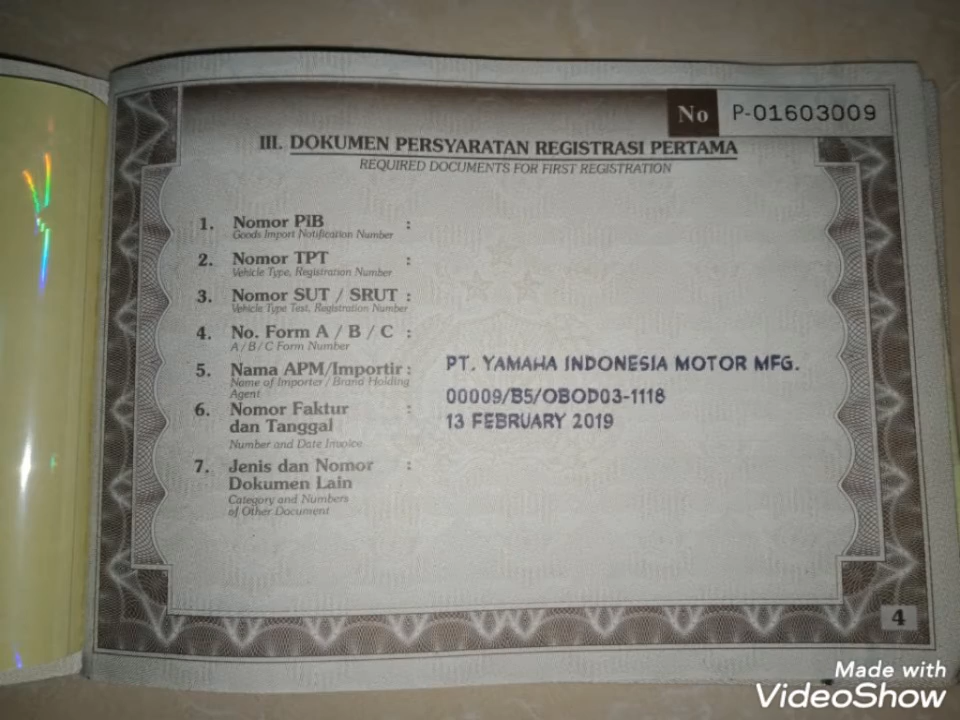 No P-01603009
III. DOKUMEN PERSYARATAN REGISTRASI PERTAMA
REQUIRED DOCUMENTS FOR FIRST REGISTRATION
1. Nomor PiB :
Goods Import Notification Number
2. Nomor TPT :
Vehicle Type, Registration Number
3. Nomor SUT / SRUT :
Vehicle Type Test, Registration Number
4. No. Form A / B / C :
A / B / C Form Number
5. Nama APM/Importir : PT. YAMAHA INDONESIA MOTOR MFG.
Name of Importer / Brand Holding
Agent
6. Nomor Faktur : 00009/B5/OBOD03-1118
dan Tanggal 13 FEBRUARY 2019
Number and Date Invoice
7. Jenis dan Nomor :
Dokumen Lain
Category and Numbers
of Other Document
4
Made with
VideoShow